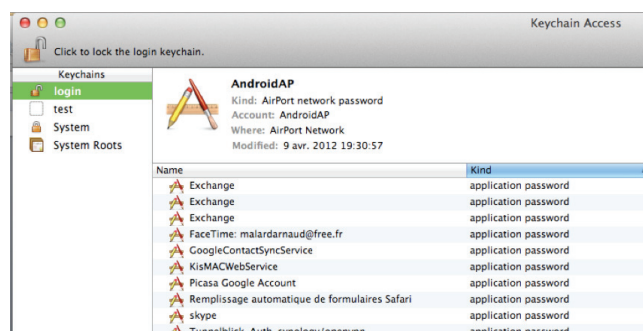 Keychain Access
Click to lock the login keychain.
Keychains
login
test
System
System Roots
AndroidAP
Kind: AirPort network password
Account: AndroidAP
Where: AirPort Network
Modified: 9 avr. 2012 19:30:57
Name Kind
Exchange application password
Exchange application password
Exchange application password
FaceTime: malardarnaud@free.fr application password
GoogleContactSyncService application password
KisMACWebService application password
Picasa Google Account application password
Remplissage automatique de formulaires Safari application password
skype application password
application password